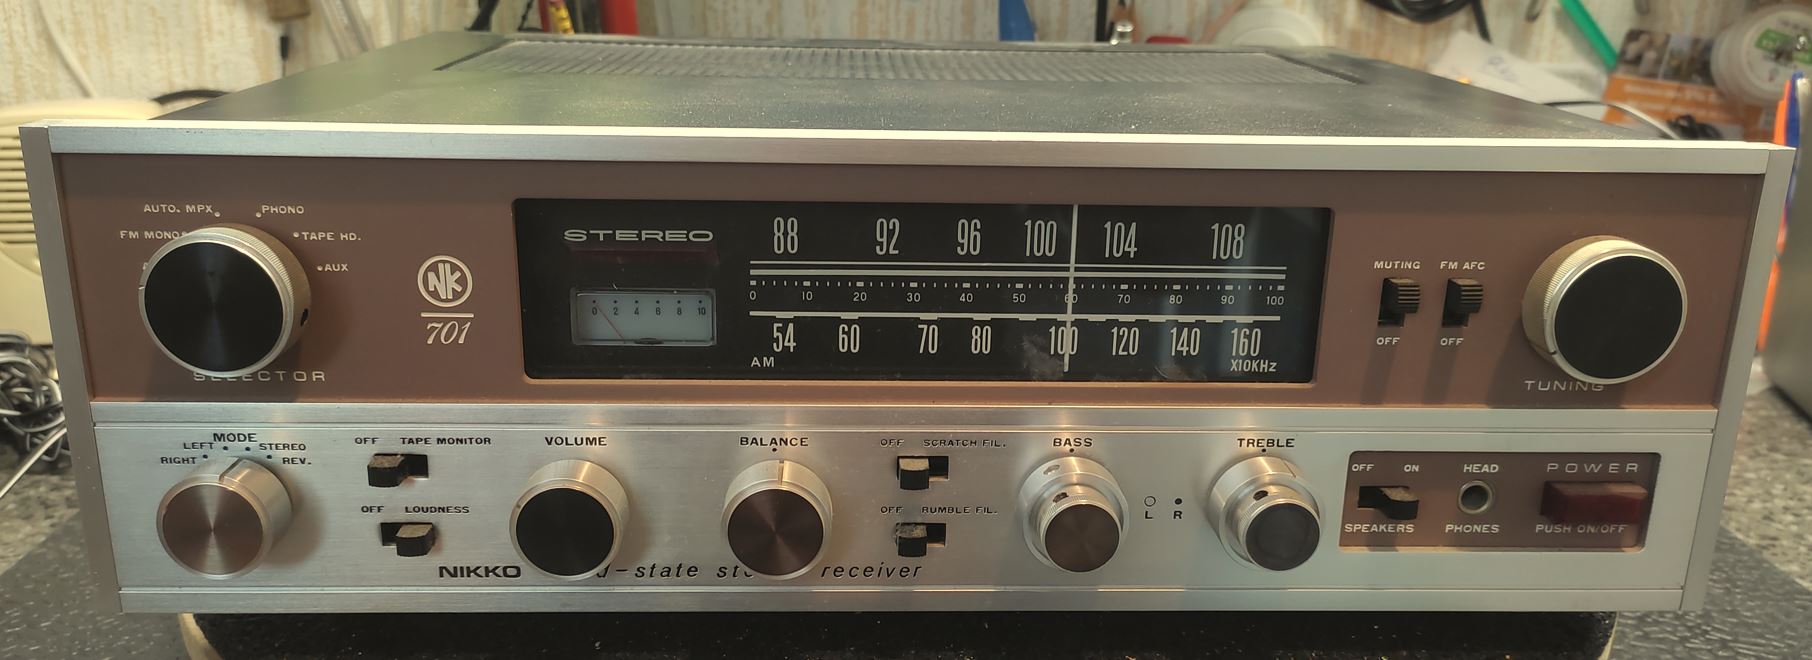 AUTO. MPX PHONO
FM MONO TAPE HD.
AUX
SELECTOR
NK
701
STEREO
0 2 4 6 8 10
88 92 96 100 104 108
0 10 20 30 40 50 60 70 80 90 100
54 60 70 80 100 120 140 160
AM X10KHz
MUTING FM AFC
OFF OFF
TUNING
MODE
LEFT STEREO
RIGHT REV.
OFF TAPE MONITOR
OFF LOUDNESS
VOLUME
BALANCE
OFF SCRATCH FIL.
OFF RUMBLE FIL.
BASS
L R
TREBLE
OFF ON
SPEAKERS
HEAD
PHONES
POWER
PUSH ON/OFF
NIKKO d-state ste receiver